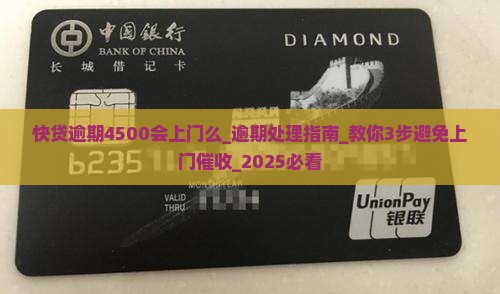 中国银行
BANK OF CHINA
DIAMOND
长城借记卡
快贷逾期4500会上门么_逾期处理指南_教你3步避免上
门催收_2025必看
6235
VALID
THRU
UnionPay
银联